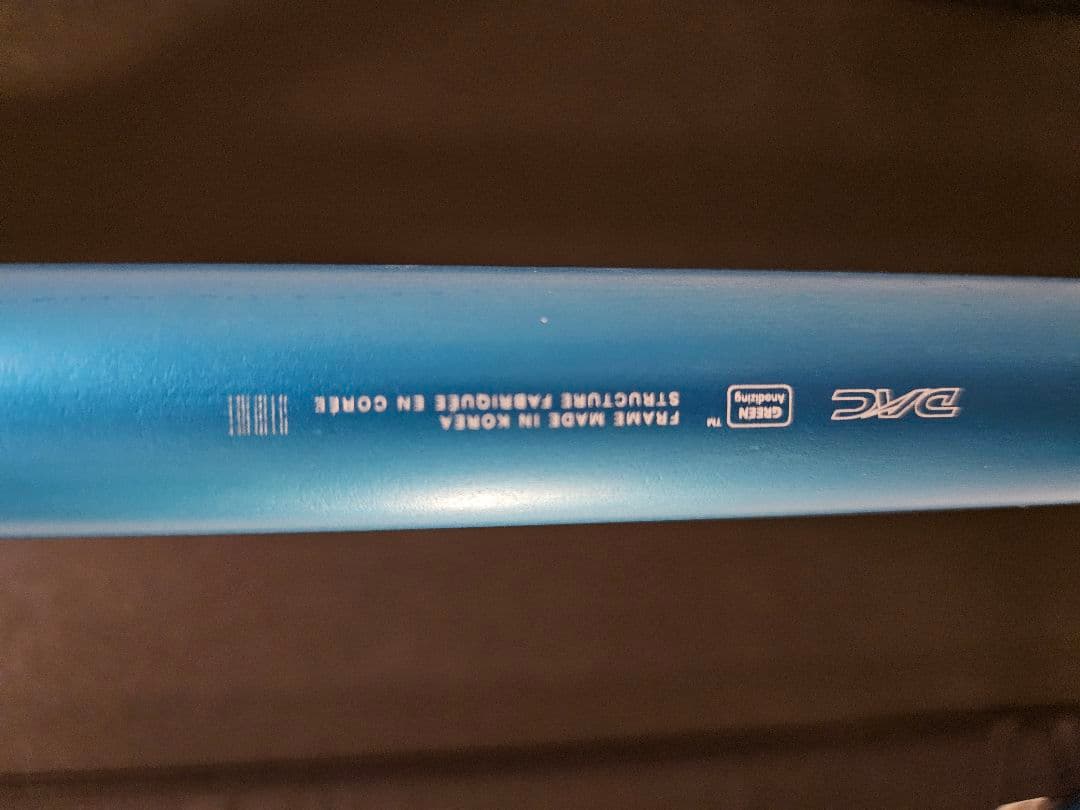 DAC
GREEN
Anodizing
TM
FRAME MADE IN KOREA
STRUCTURE FABRIQUÉE EN CORÉE